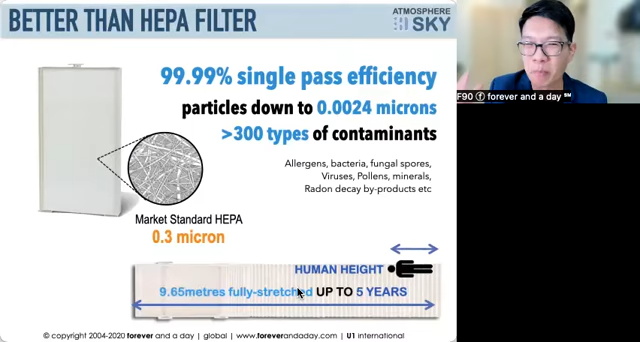 BETTER THAN HEPA FILTER
ATMOSPHERE
SKY
99.99% single pass efficiency
particles down to 0.0024 microns
>300 types of contaminants
Allergens, bacteria, fungal spores,
Viruses, Pollens, minerals,
Radon decay by-products etc
Market Standard HEPA
0.3 micron
HUMAN HEIGHT
9.65metres fully-stretched UP TO 5 YEARS
© copyright 2004-2020 forever and a day | global | www.foreverandaday.com | U1 international
F90 ⓕ forever and a day ℠